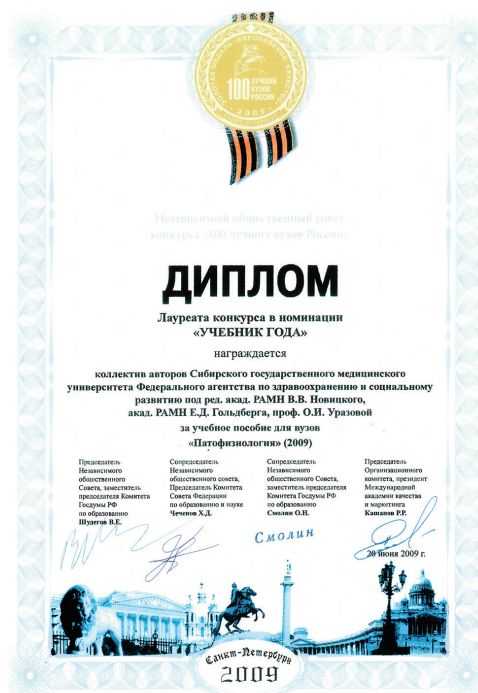 ЗОЛОТАЯ МЕДАЛЬ «ЕВРОПЕЙСКОЕ КАЧЕСТВО»
100 ЛУЧШИХ
ВУЗОВ
РОССИИ
• 2009 •
Независимый общественный совет
конкурса «100 лучших вузов России»
ДИПЛОМ
Лауреата конкурса в номинации
«УЧЕБНИК ГОДА»
награждается
коллектив авторов Сибирского государственного медицинского
университета Федерального агентства по здравоохранению и социальному
развитию под ред. акад. РАМН В.В. Новицкого,
акад. РАМН Е.Д. Гольдберга, проф. О.И. Уразовой
за учебное пособие для вузов
«Патофизиология» (2009)
Председатель
Независимого
общественного
Совета, заместитель
председателя Комитета
Госдумы РФ
по образованию
Шудегов В.Е.
Сопредседатель
Независимого
общественного совета,
Председатель Комитета
Совета Федерации
по образованию и науке
Чеченов Х.Д.
Сопредседатель
Независимого
общественного Совета,
заместитель председателя
Комитета Госдумы РФ
по образованию
Смолин О.Н.
Председатель
Организационного
комитета, президент
Международной
академии качества
и маркетинга
Кашапов Р.Р.
Смолин
20 июня 2009 г.
Санкт-Петербург
2009